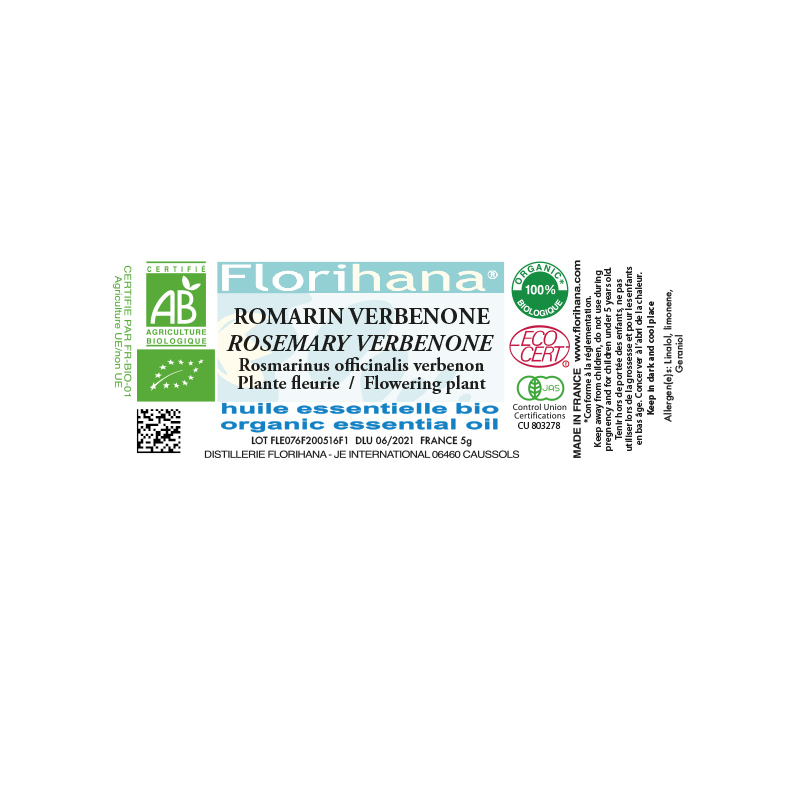 CERTIFIE PAR FR-BIO-01
Agriculture UE/non UE
CERTIFIÉ
AB
AGRICULTURE
BIOLOGIQUE
Florihana®
ROMARIN VERBENONE
ROSEMARY VERBENONE
Rosmarinus officinalis verbenon
Plante fleurie / Flowering plant
huile essentielle bio
organic essential oil
LOT FLE076F200516F1 DLU 06/2021 FRANCE 5g
DISTILLERIE FLORIHANA - JE INTERNATIONAL 06460 CAUSSOLS
ORGANIC*
100%
BIOLOGIQUE
ECO
CERT
JAS
Control Union
Certifications
CU 803278
MADE IN FRANCE www.florihana.com
*Conforme à la réglementation.
Keep away from children, do not use during
pregnancy and for children under 5 years old.
Tenir hors de portée des enfants, ne pas
utiliser lors de la grossesse et pour les enfants
en bas âge. Concerver à l'abri de la chaleur.
Keep in dark and cool place
Allergen(e)s: Linalol, limonene,
Geraniol